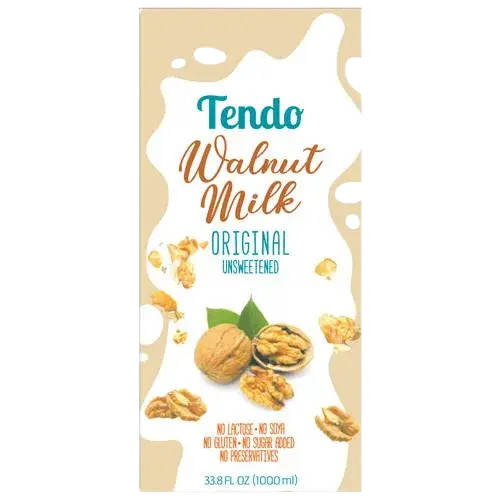 Tendo
Walnut
Milk
ORIGINAL
UNSWEETENED
NO LACTOSE • NO SOYA
NO GLUTEN • NO SUGAR ADDED
NO PRESERVATIVES
33.8 FL OZ (1000 ml)